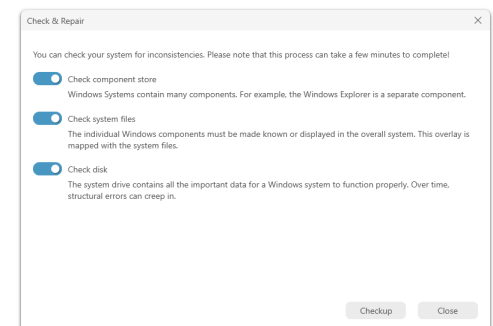 Check & Repair
You can check your system for inconsistencies. Please note that this process can take a few minutes to complete!
Check component store
Windows Systems contain many components. For example, the Windows Explorer is a separate component.
Check system files
The individual Windows components must be made known or displayed in the overall system. This overlay is
mapped with the system files.
Check disk
The system drive contains all the important data for a Windows system to function properly. Over time,
structural errors can creep in.
Checkup Close